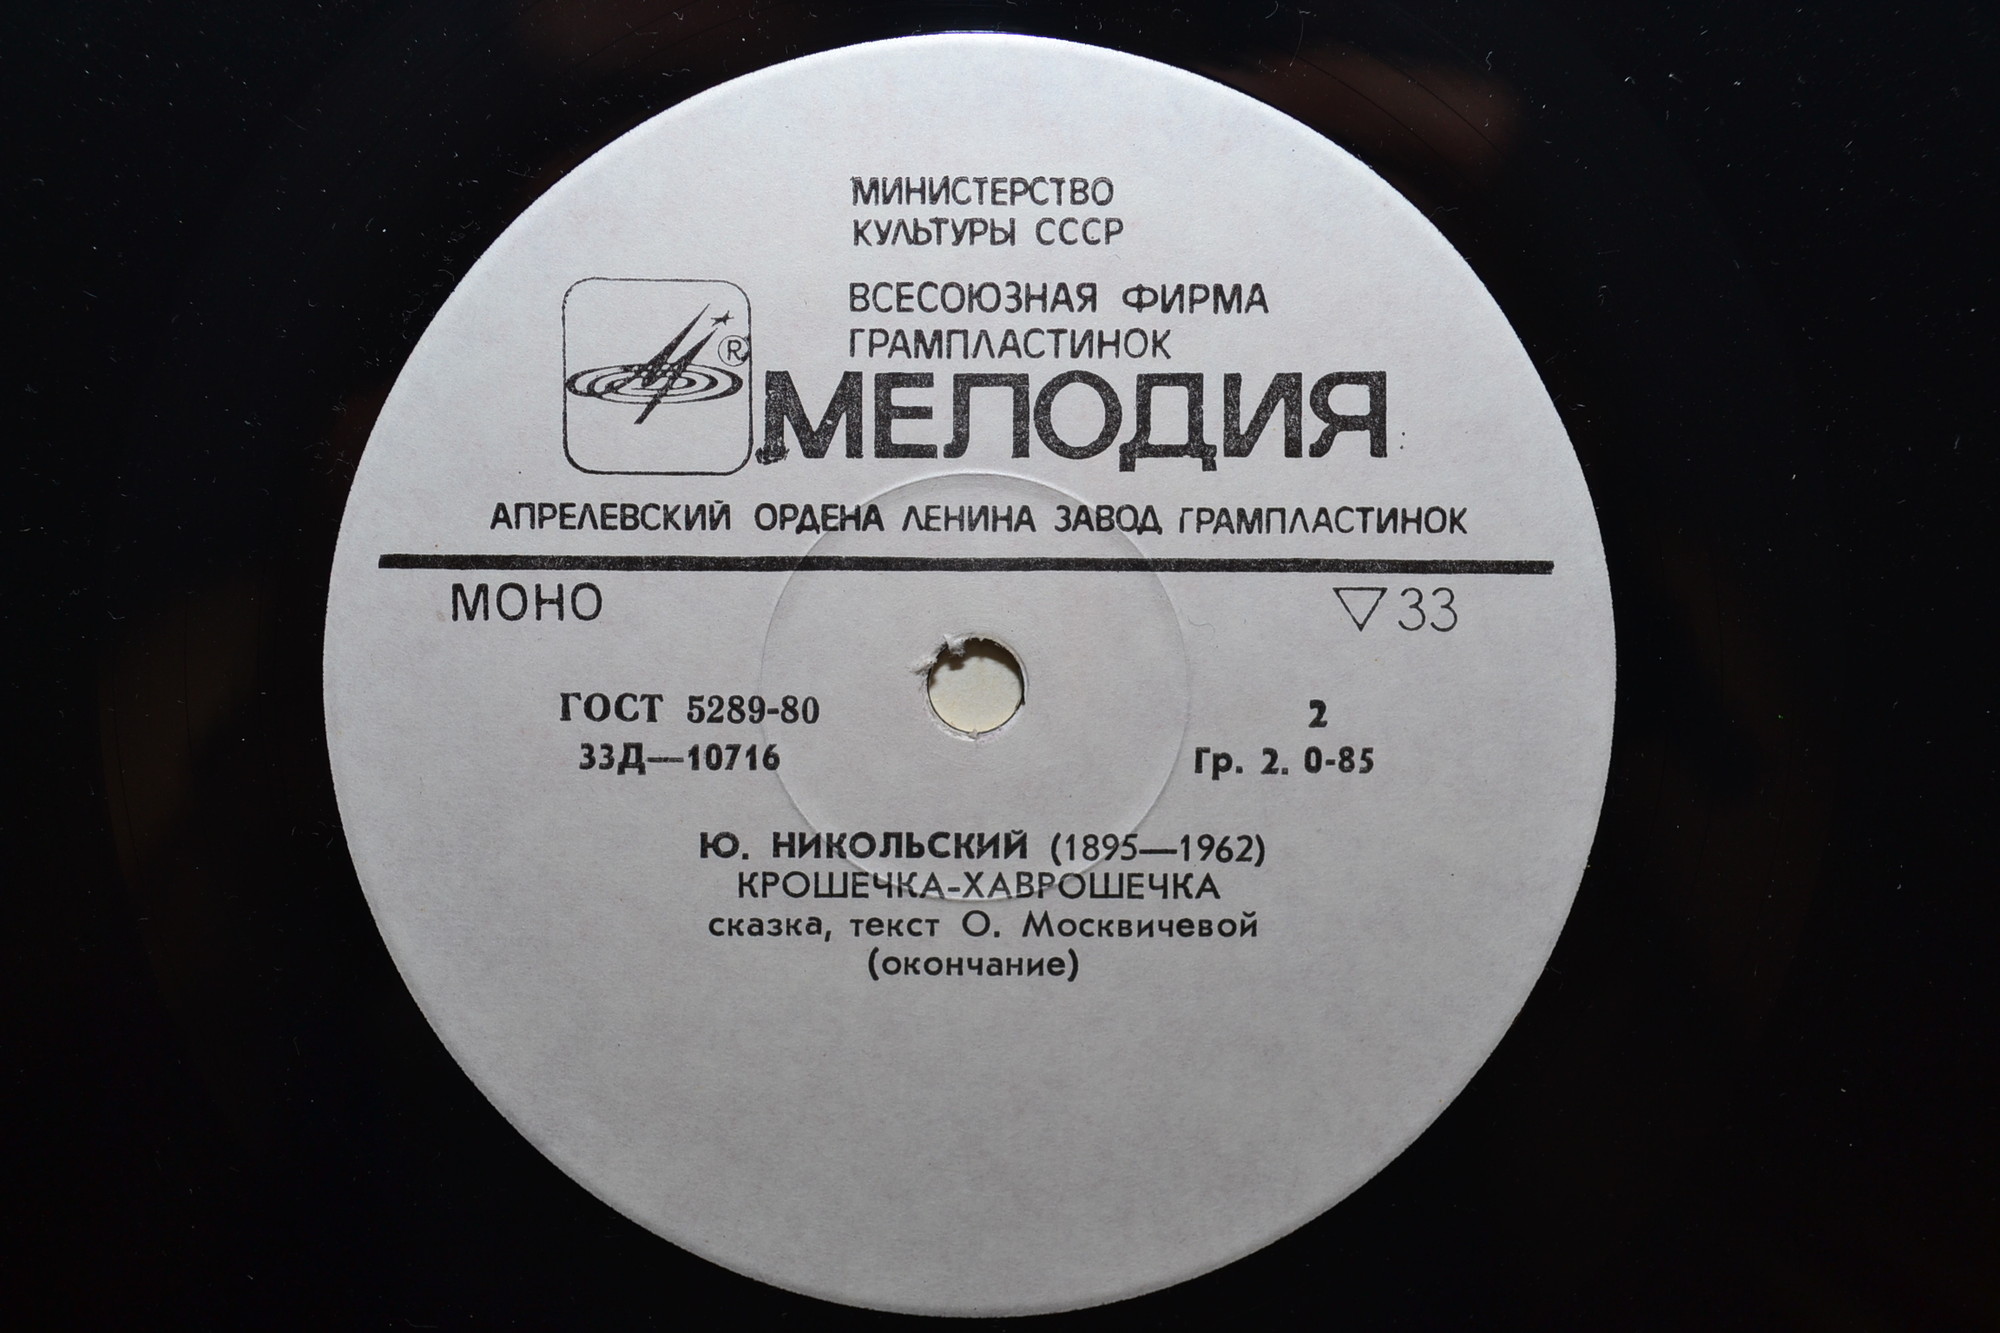 МИНИСТЕРСТВО
КУЛЬТУРЫ СССР
ВСЕСОЮЗНАЯ ФИРМА
ГРАМПЛАСТИНОК
®
МЕЛОДИЯ
АПРЕЛЕВСКИЙ ОРДЕНА ЛЕНИНА ЗАВОД ГРАМПЛАСТИНОК
МОНО ▽33
ГОСТ 5289-80 2
33Д—10716 Гр. 2. 0-85
Ю. НИКОЛЬСКИЙ (1895—1962)
КРОШЕЧКА-ХАВРОШЕЧКА
сказка, текст О. Москвичевой
(окончание)